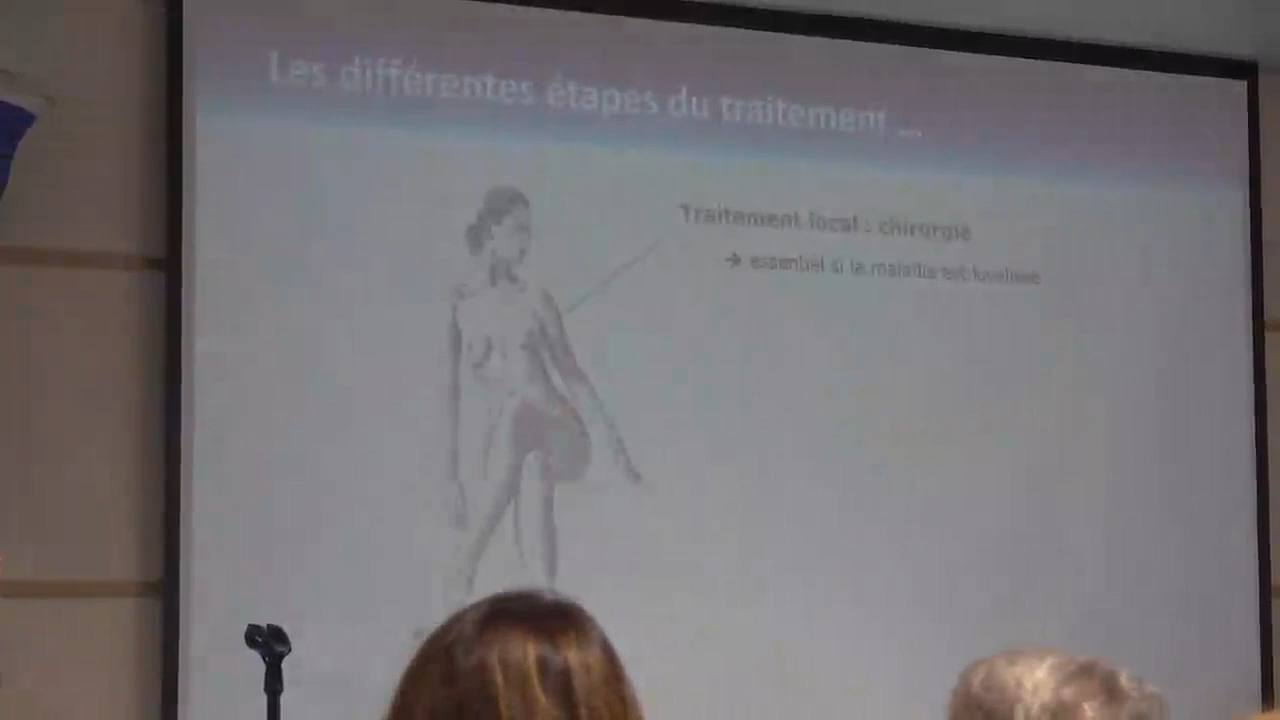 Les différentes étapes du traitement ...
Traitement local : chirurgie
→ essentiel si la maladie est localisée